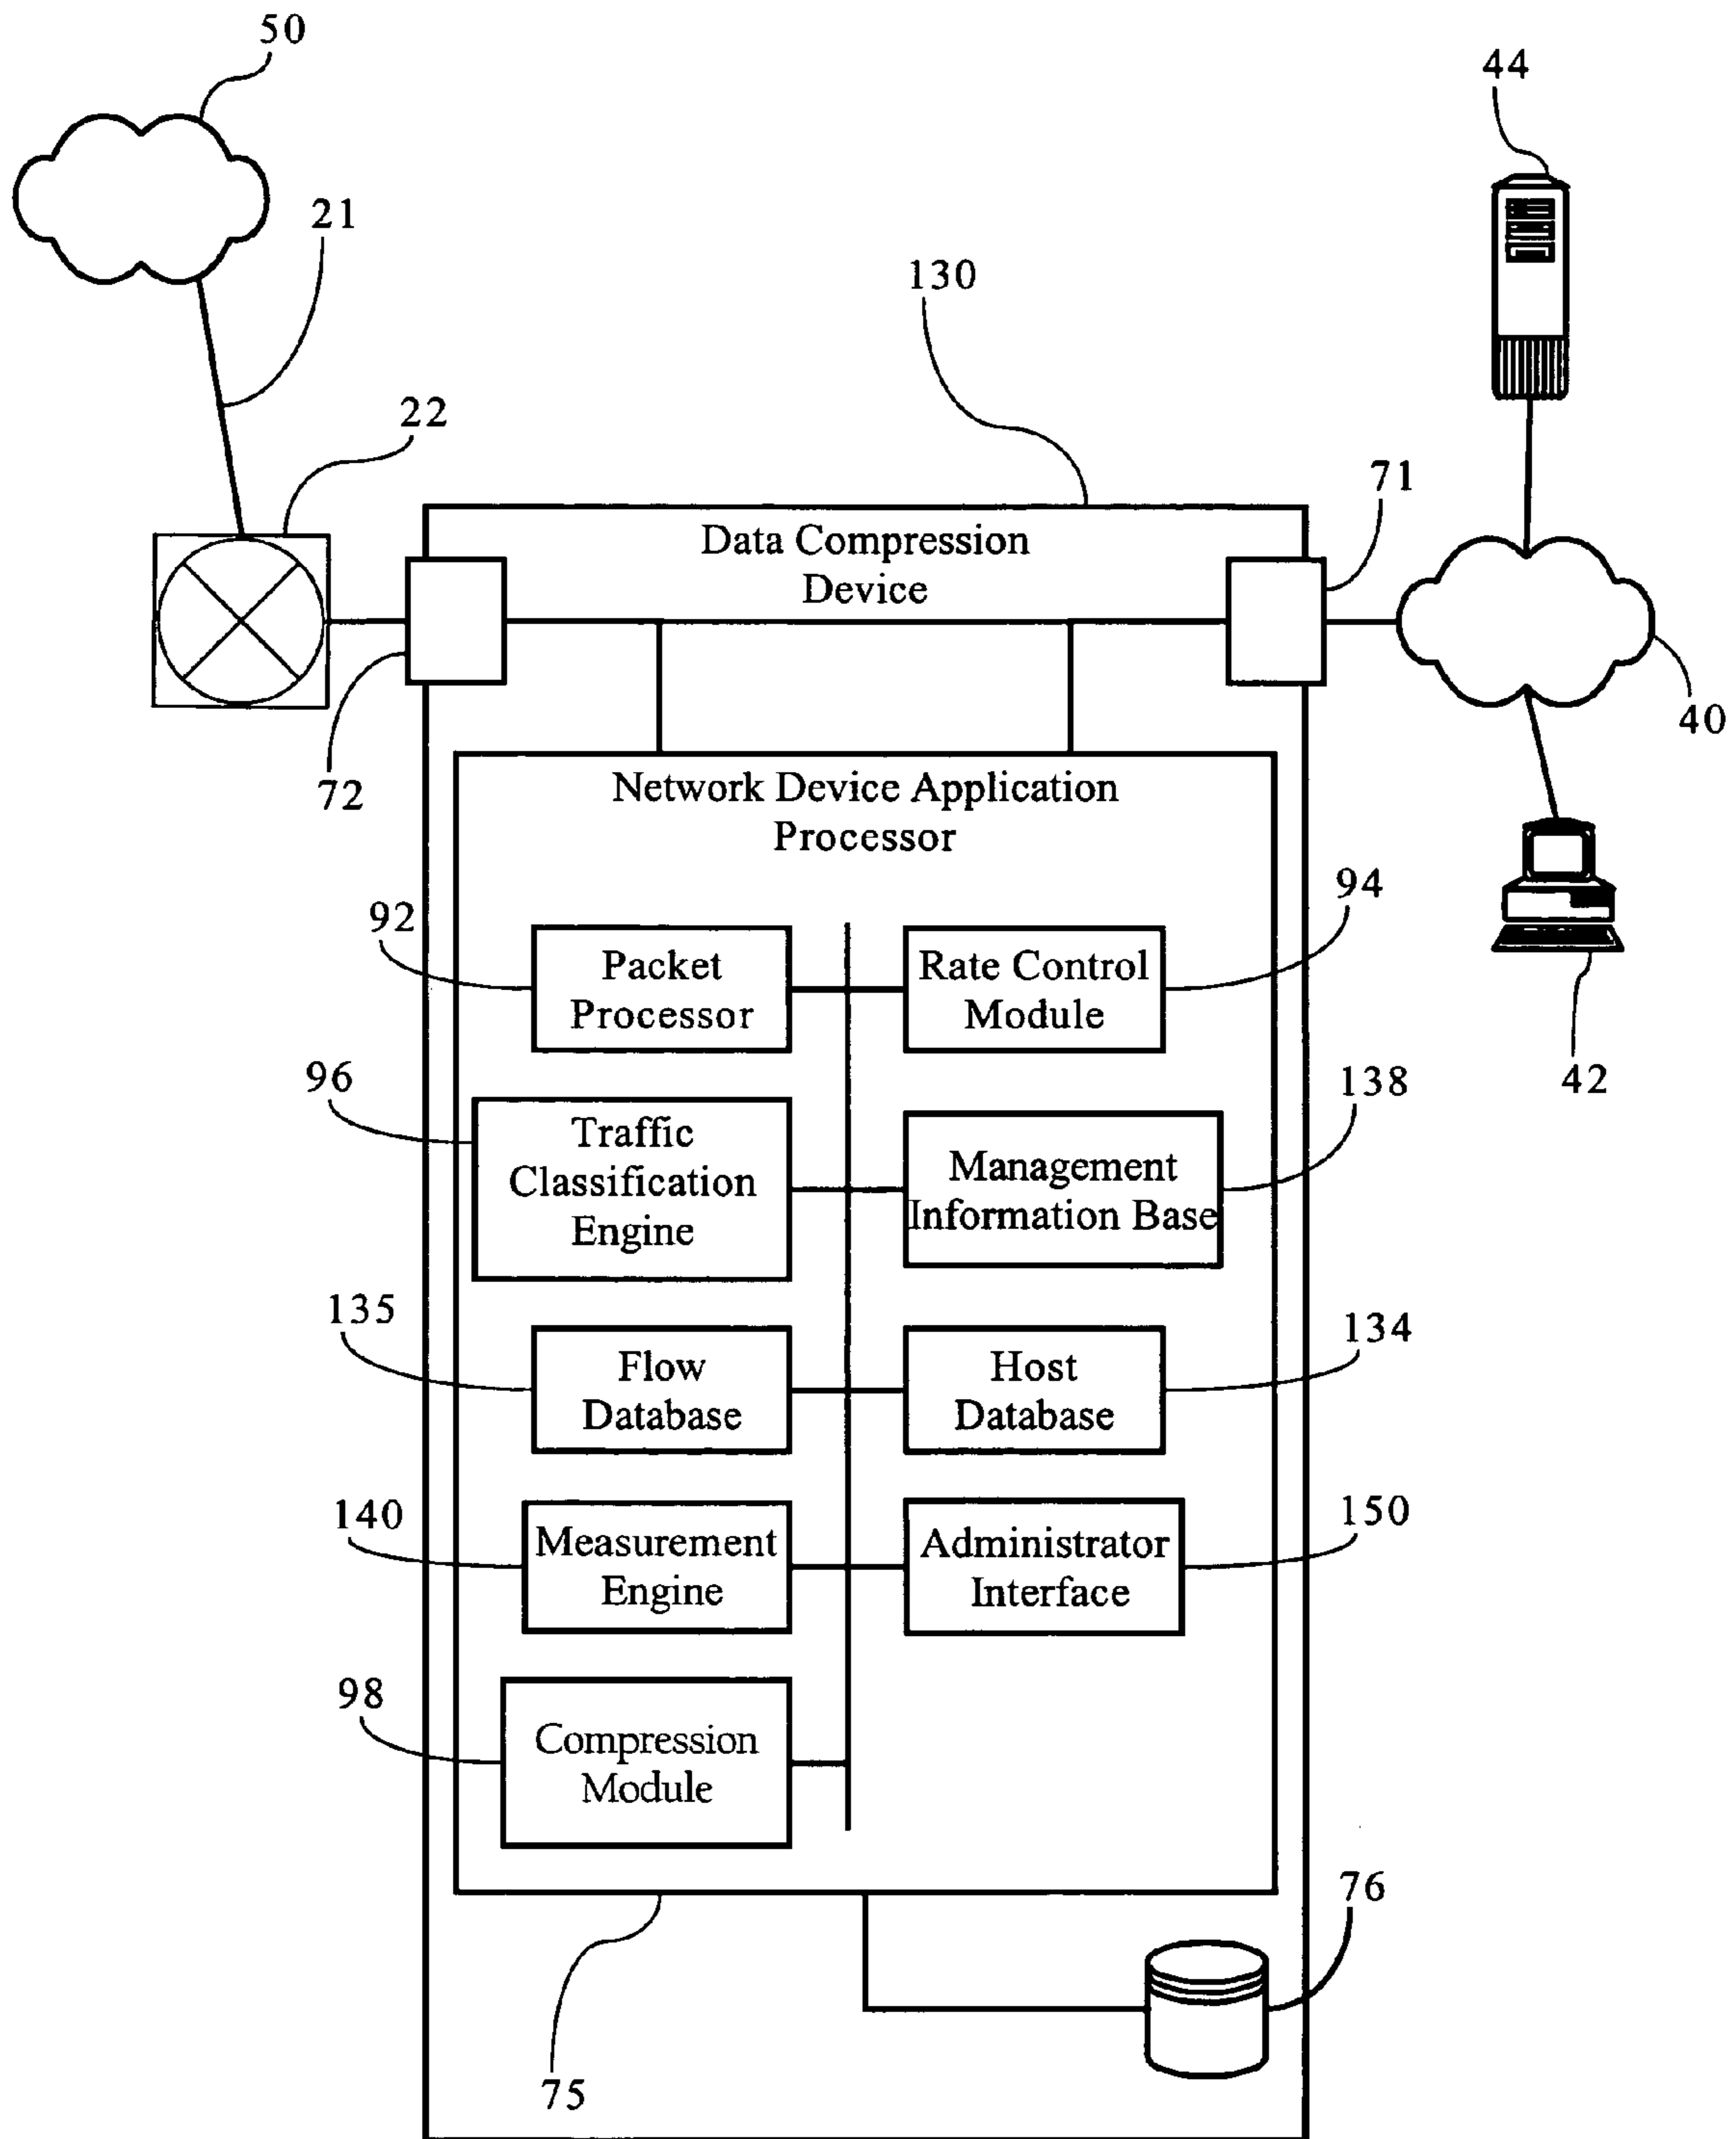 50
44
21
130
22
71
Data Compression
Device
72
40
Network Device Application
Processor
92
94
Packet
Processor
Rate Control
Module
42
96
138
Traffic
Classification
Engine
Management
Information Base
135
134
Flow
Database
Host
Database
140
150
Measurement
Engine
Administrator
Interface
98
Compression
Module
76
75